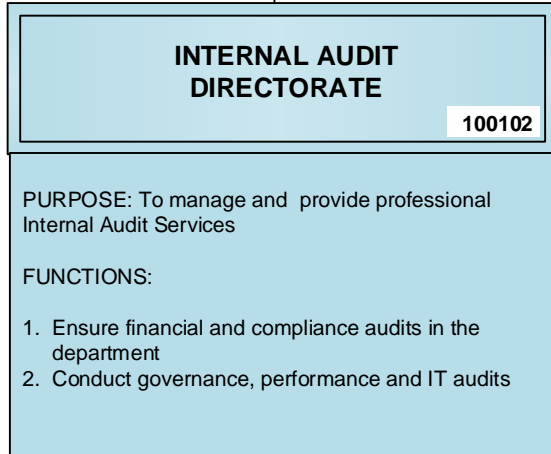 INTERNAL AUDIT
DIRECTORATE
100102
PURPOSE: To manage and provide professional
Internal Audit Services
FUNCTIONS:
1. Ensure financial and compliance audits in the
department
2. Conduct governance, performance and IT audits